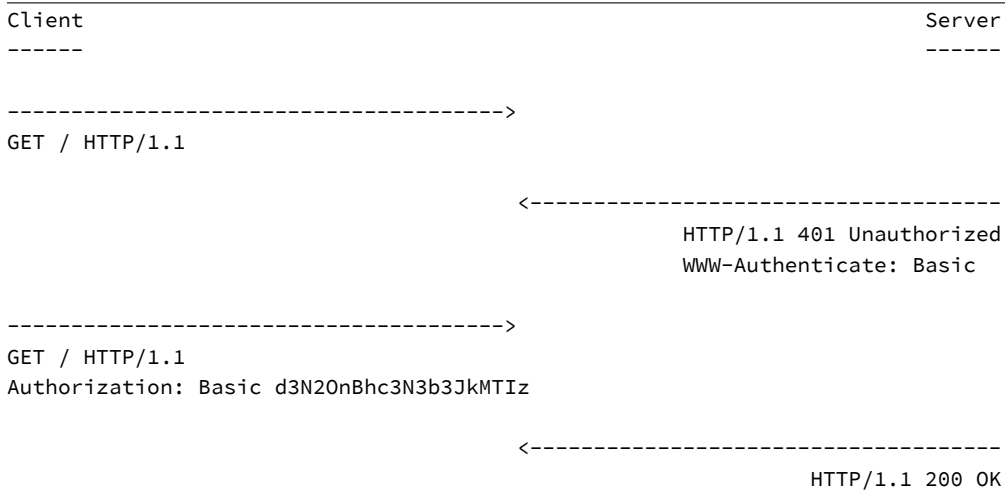 Client Server
------ ------
--------------------------------------->
GET / HTTP/1.1
<-------------------------------------
HTTP/1.1 401 Unauthorized
WWW-Authenticate: Basic
--------------------------------------->
GET / HTTP/1.1
Authorization: Basic d3N2OnBhc3N3b3JkMTIz
<-------------------------------------
HTTP/1.1 200 OK